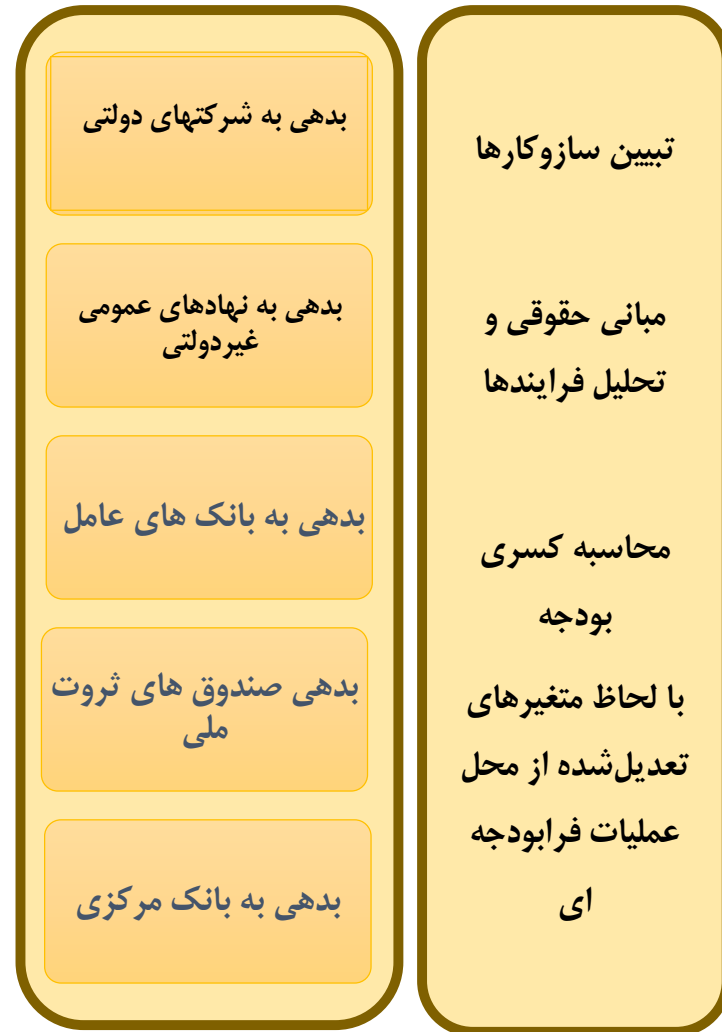 تبیین سازوکارها
مبانی حقوقی و
تحلیل فرایندها
محاسبه کسری
بودجه
با لحاظ متغیرهای
تعدیل‌شده از محل
عملیات فرابودجه
ای
بدهی به شرکتهای دولتی
بدهی به نهادهای عمومی
غیردولتی
بدهی به بانک های عامل
بدهی صندوق های ثروت
ملی
بدهی به بانک مرکزی